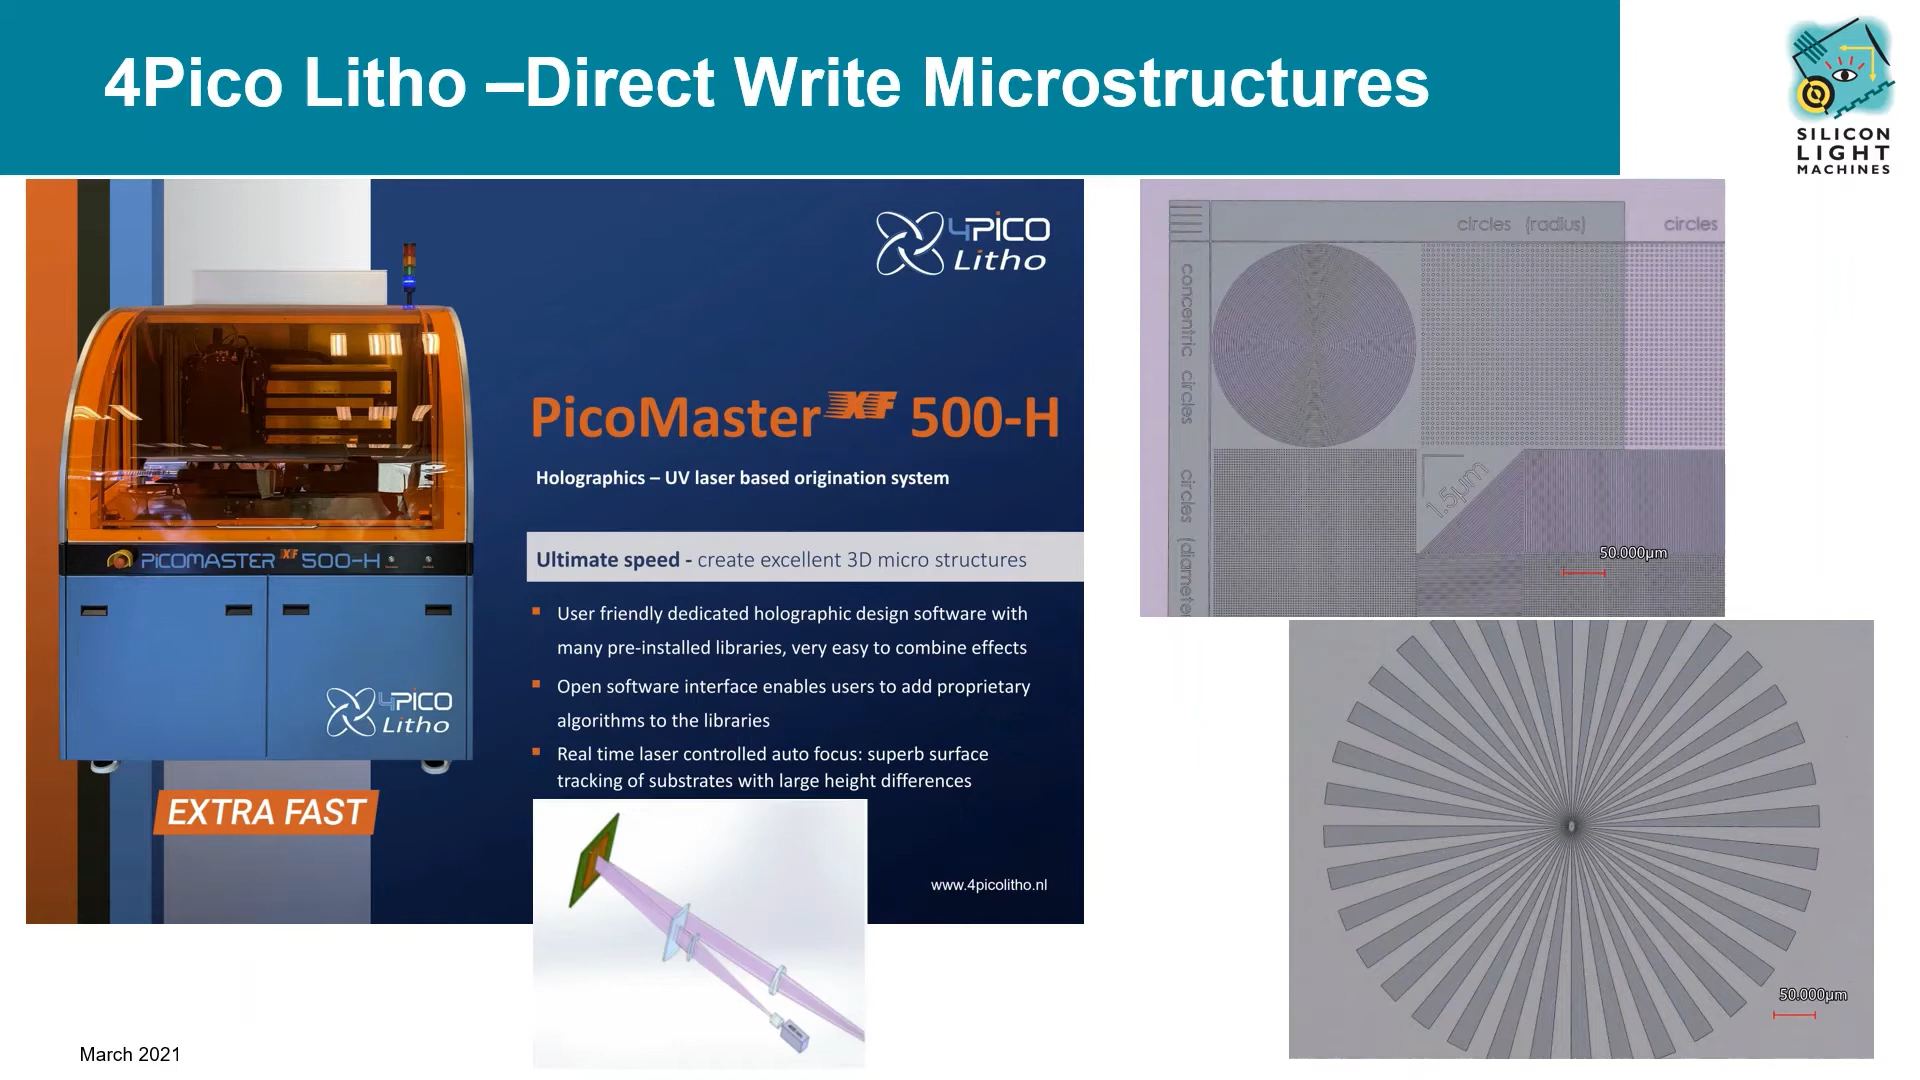 4Pico Litho –Direct Write Microstructures
SILICON
LIGHT
MACHINES
4PICO
Litho
PicoMaster XF 500-H
Holographics – UV laser based origination system
Ultimate speed - create excellent 3D micro structures
User friendly dedicated holographic design software with
many pre-installed libraries, very easy to combine effects
Open software interface enables users to add proprietary
algorithms to the libraries
Real time laser controlled auto focus: superb surface
tracking of substrates with large height differences
www.4picolitho.nl
PICOMASTER XF 500-H
4PICO
Litho
EXTRA FAST
circles (radius)
circles
concentric circles
circles (diameter
1.5µm
50.000µm
50.000µm
March 2021